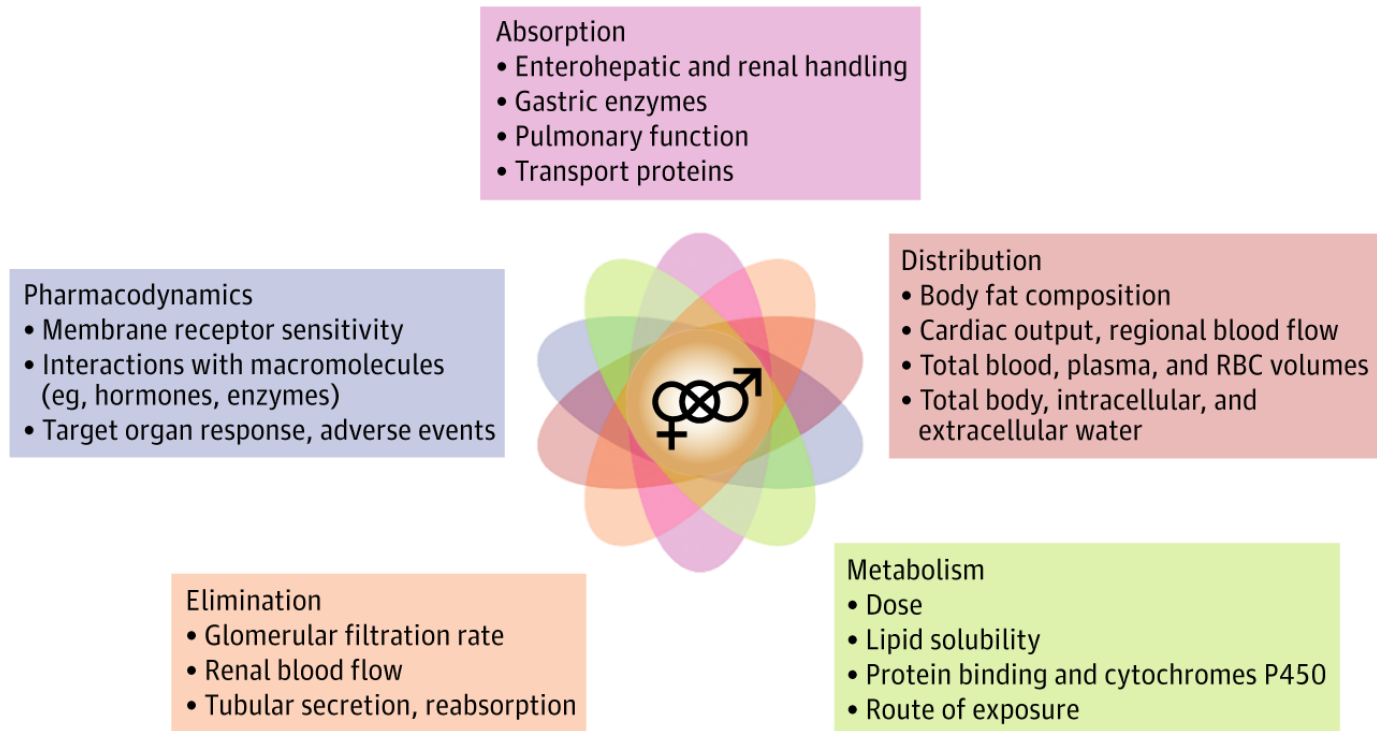 Absorption
• Enterohepatic and renal handling
• Gastric enzymes
• Pulmonary function
• Transport proteins
Distribution
• Body fat composition
• Cardiac output, regional blood flow
• Total blood, plasma, and RBC volumes
• Total body, intracellular, and
extracellular water
Pharmacodynamics
• Membrane receptor sensitivity
• Interactions with macromolecules
(eg, hormones, enzymes)
• Target organ response, adverse events
Metabolism
• Dose
• Lipid solubility
• Protein binding and cytochromes P450
• Route of exposure
Elimination
• Glomerular filtration rate
• Renal blood flow
• Tubular secretion, reabsorption